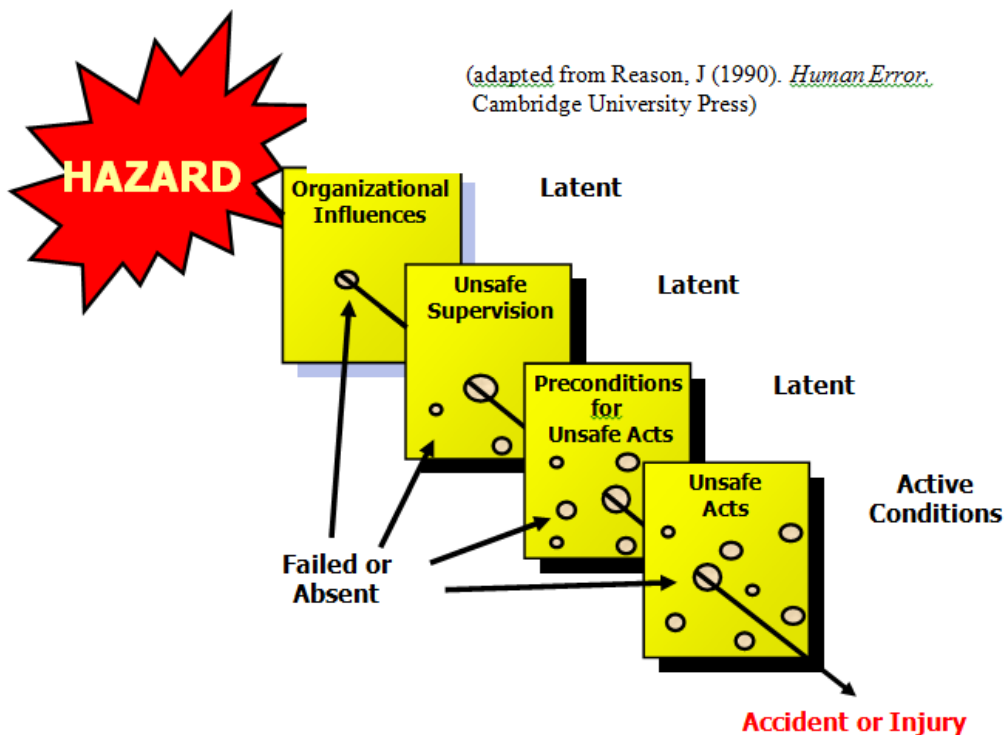 (adapted from Reason, J (1990). Human Error.
Cambridge University Press)
HAZARD
Organizational
Influences
Latent
Unsafe
Supervision
Latent
Preconditions
for
Unsafe Acts
Latent
Unsafe
Acts
Active
Conditions
Failed or
Absent
Accident or Injury